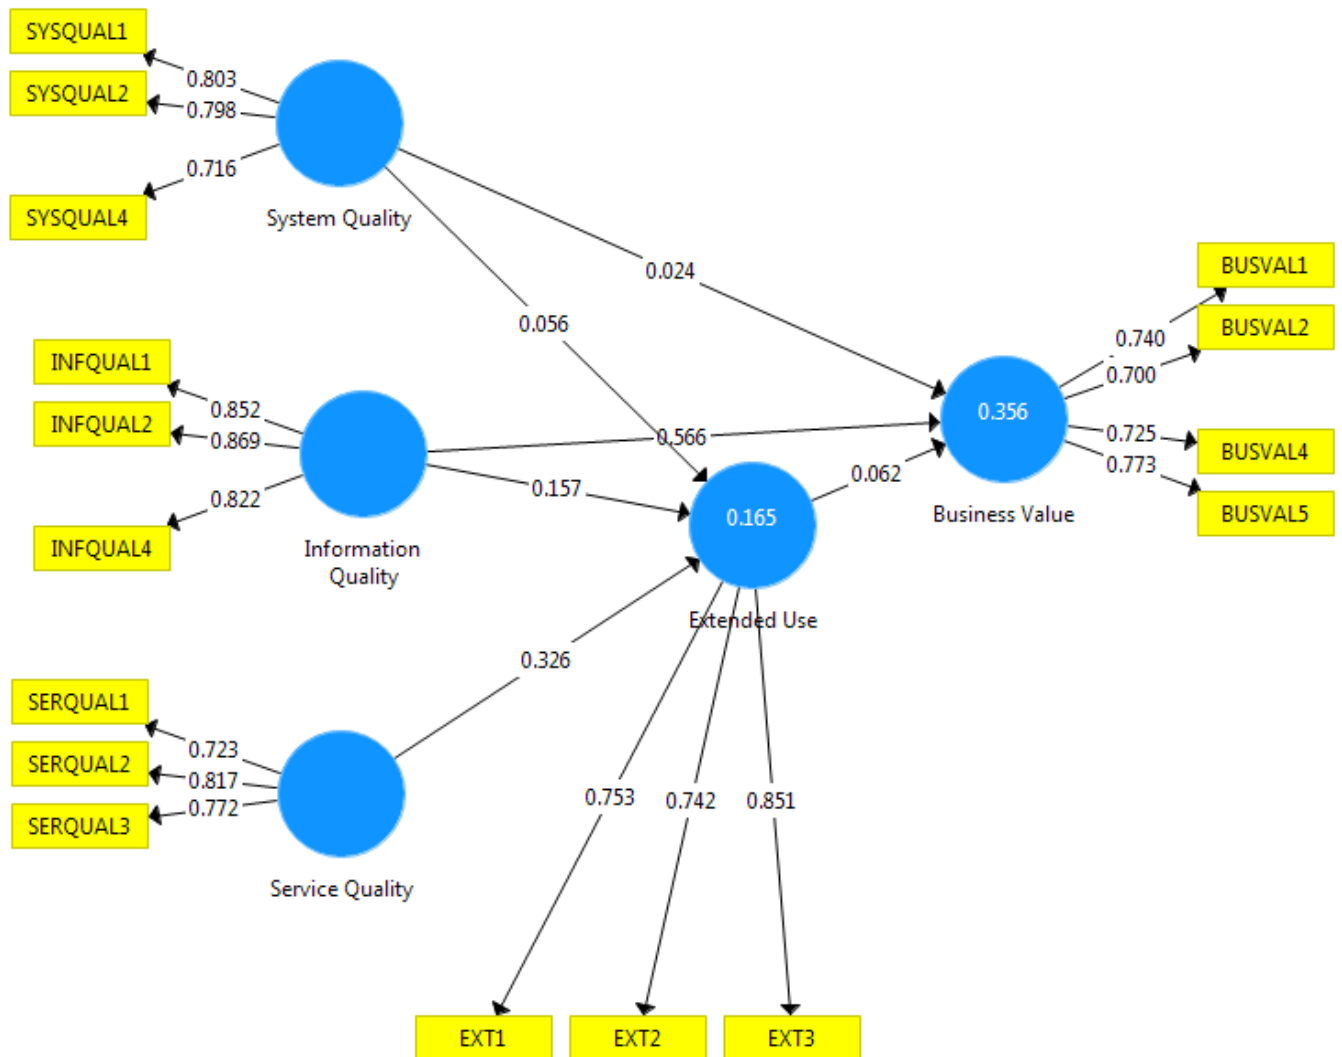 SYSQUAL1
0.803
SYSQUAL2
0.798
0.716
SYSQUAL4
System Quality
0.024
0.056
BUSVAL1
BUSVAL2
0.740
0.700
0.356
0.725
BUSVAL4
0.773
BUSVAL5
Business Value
INFQUAL1
0.852
INFQUAL2
0.869
0.822
INFQUAL4
Information
Quality
0.566
0.157
0.062
0.165
Extended Use
0.326
SERQUAL1
0.723
SERQUAL2
0.817
0.772
SERQUAL3
Service Quality
0.753
0.742
0.851
EXT1
EXT2
EXT3